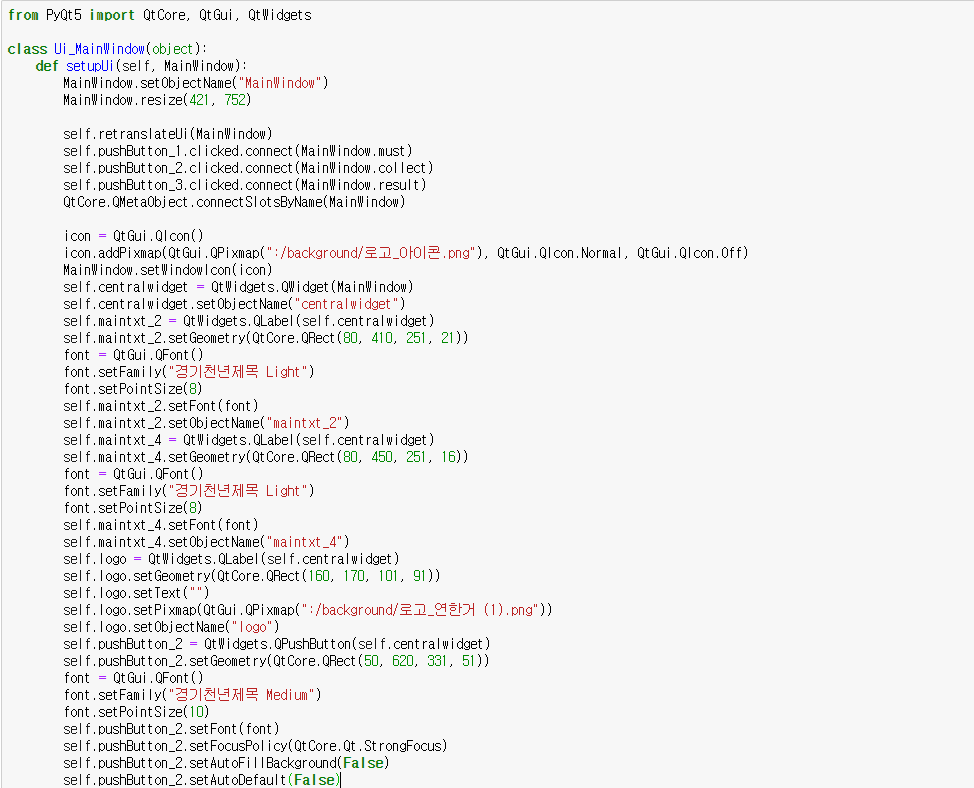 from PyQt5 import QtCore, QtGui, QtWidgets
class Ui_MainWindow(object):
def setupUi(self, MainWindow):
MainWindow.setObjectName("MainWindow")
MainWindow.resize(421, 752)
self.retranslateUi(MainWindow)
self.pushButton_1.clicked.connect(MainWindow.must)
self.pushButton_2.clicked.connect(MainWindow.collect)
self.pushButton_3.clicked.connect(MainWindow.result)
QtCore.QMetaObject.connectSlotsByName(MainWindow)
icon = QtGui.QIcon()
icon.addPixmap(QtGui.QPixmap(":/background/로고_아이콘.png"), QtGui.QIcon.Normal, QtGui.QIcon.Off)
MainWindow.setWindowIcon(icon)
self.centralwidget = QtWidgets.QWidget(MainWindow)
self.centralwidget.setObjectName("centralwidget")
self.maintxt_2 = QtWidgets.QLabel(self.centralwidget)
self.maintxt_2.setGeometry(QtCore.QRect(80, 410, 251, 21))
font = QtGui.QFont()
font.setFamily("경기천년제목 Light")
font.setPointSize(8)
self.maintxt_2.setFont(font)
self.maintxt_2.setObjectName("maintxt_2")
self.maintxt_4 = QtWidgets.QLabel(self.centralwidget)
self.maintxt_4.setGeometry(QtCore.QRect(80, 450, 251, 16))
font = QtGui.QFont()
font.setFamily("경기천년제목 Light")
font.setPointSize(8)
self.maintxt_4.setFont(font)
self.maintxt_4.setObjectName("maintxt_4")
self.logo = QtWidgets.QLabel(self.centralwidget)
self.logo.setGeometry(QtCore.QRect(160, 170, 101, 91))
self.logo.setText("")
self.logo.setPixmap(QtGui.QPixmap(":/background/로고_연한거 (1).png"))
self.logo.setObjectName("logo")
self.pushButton_2 = QtWidgets.QPushButton(self.centralwidget)
self.pushButton_2.setGeometry(QtCore.QRect(50, 620, 331, 51))
font = QtGui.QFont()
font.setFamily("경기천년제목 Medium")
font.setPointSize(10)
self.pushButton_2.setFont(font)
self.pushButton_2.setFocusPolicy(QtCore.Qt.StrongFocus)
self.pushButton_2.setAutoFillBackground(False)
self.pushButton_2.setAutoDefault(False)